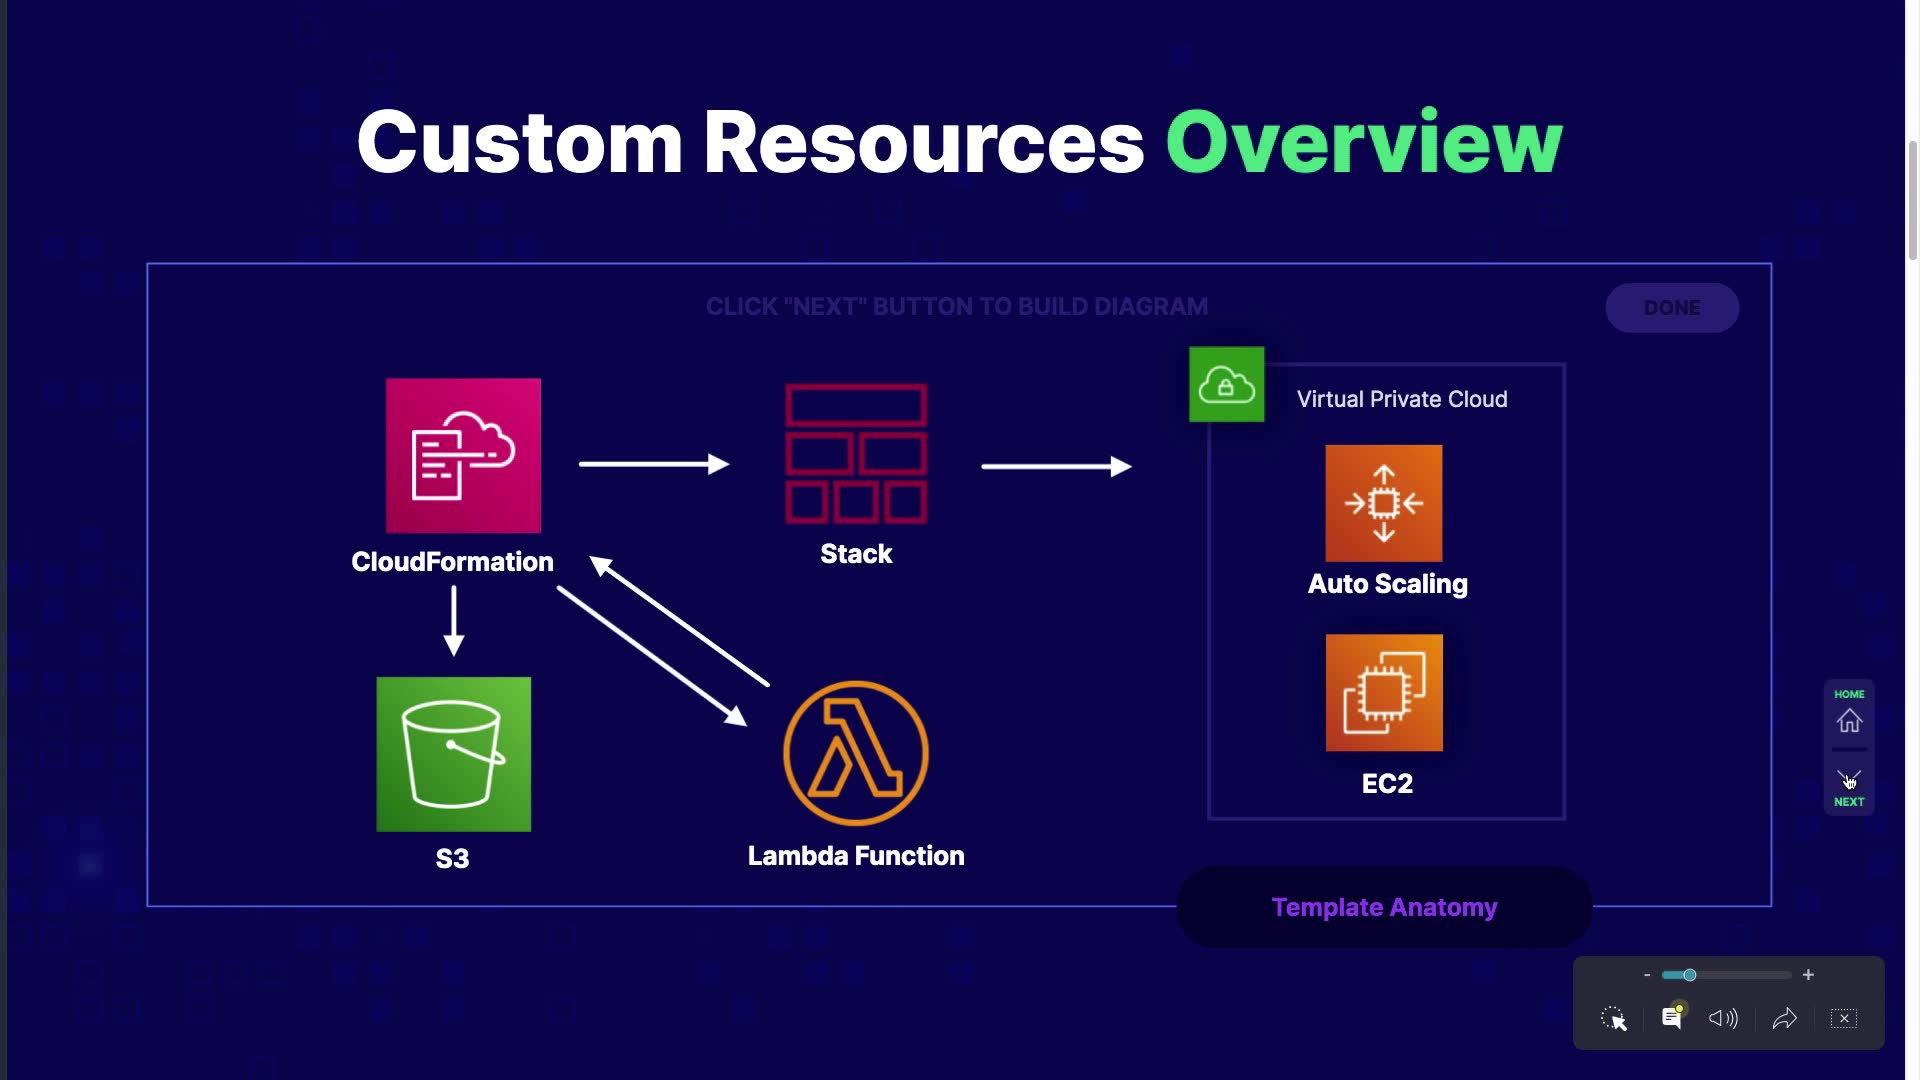 Custom Resources Overview
CLICK "NEXT" BUTTON TO BUILD DIAGRAM
DONE
Virtual Private Cloud
CloudFormation
Stack
Auto Scaling
S3
Lambda Function
EC2
HOME
NEXT
Template Anatomy
- +